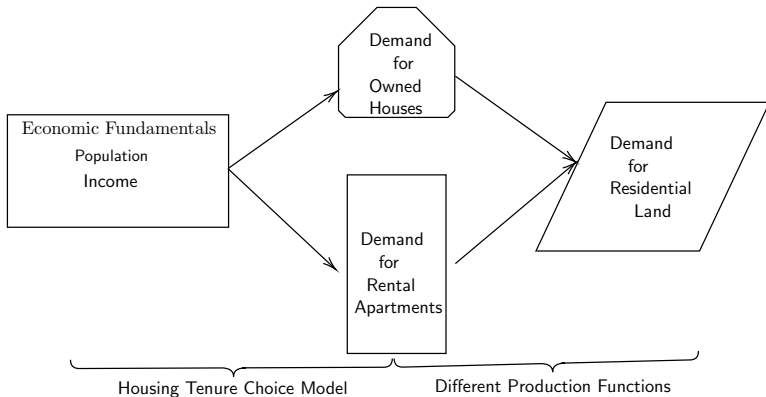 Economic Fundamentals
Population
Income
Demand
for
Owned
Houses
Demand
for
Rental
Apartments
Demand
for
Residential
Land
Housing Tenure Choice Model
Different Production Functions